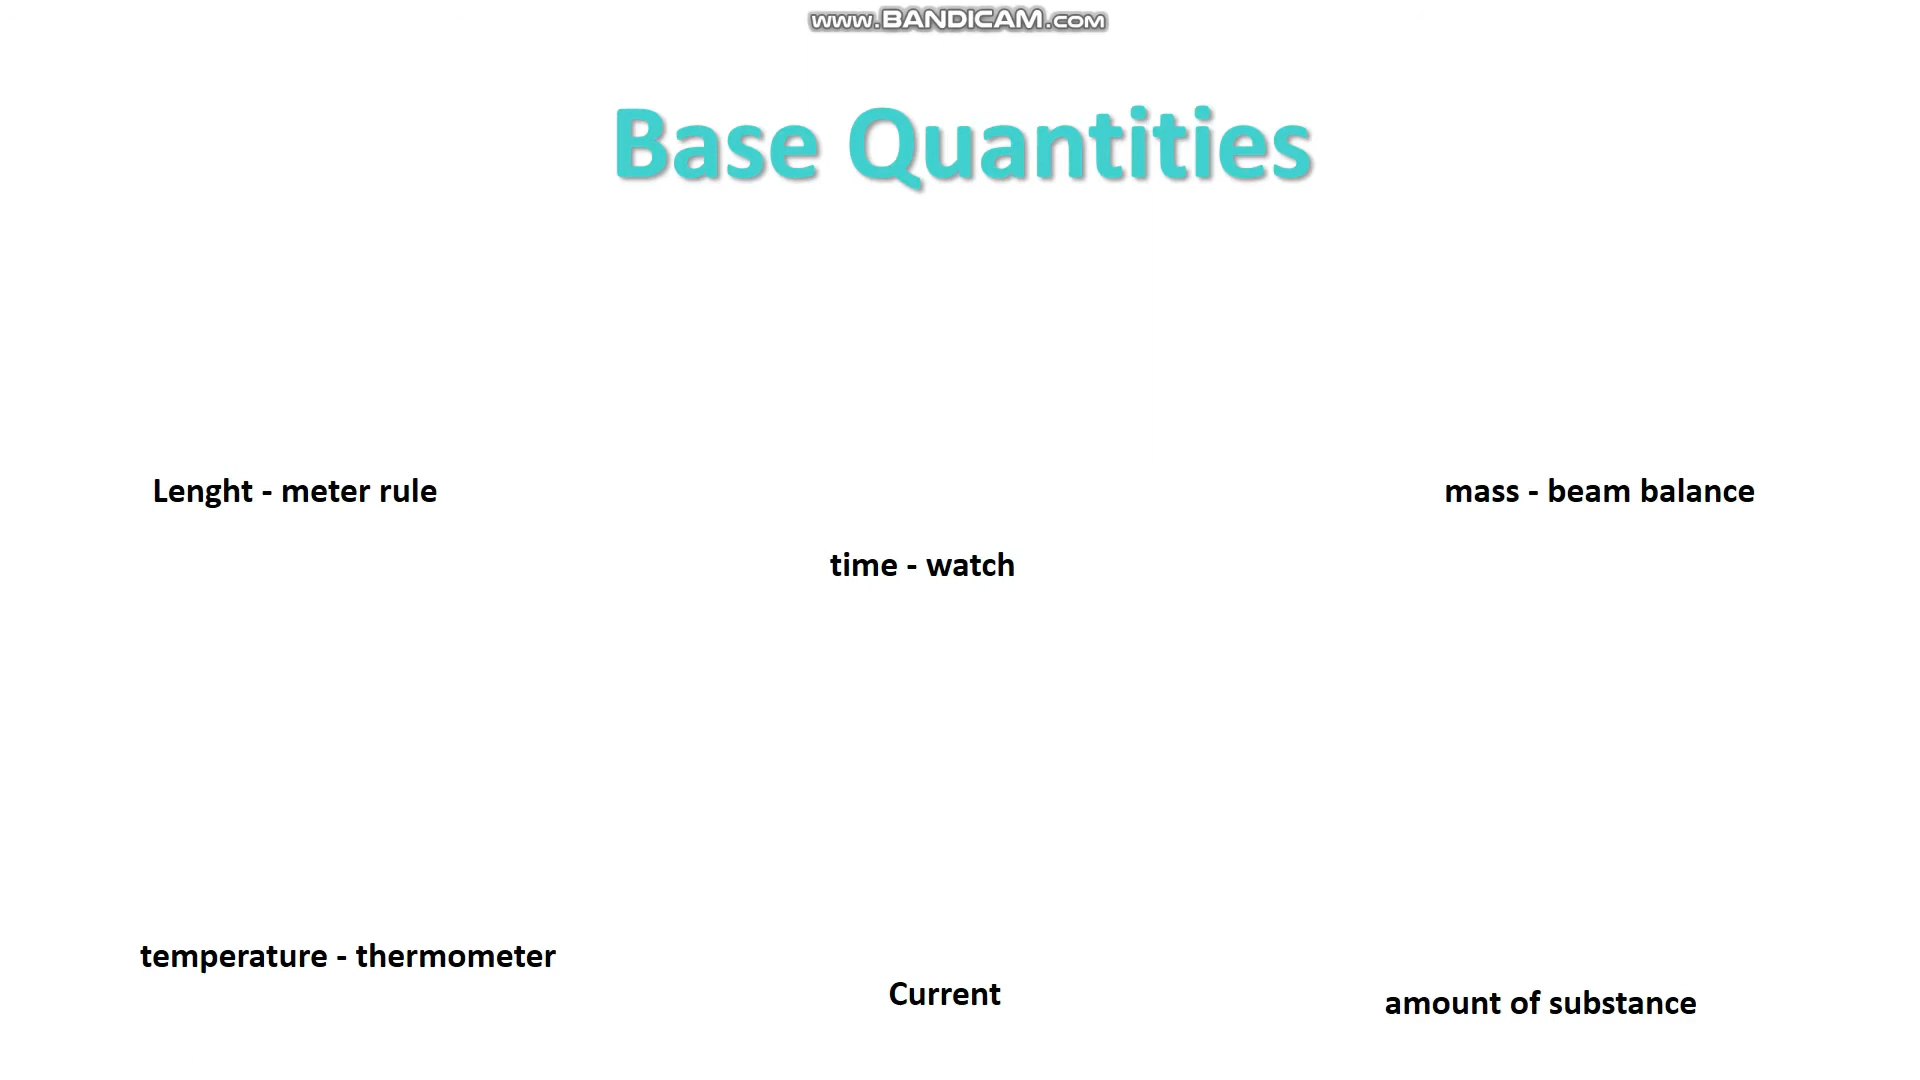 www.BANDICAM.com
Base Quantities
Lenght - meter rule
mass - beam balance
time - watch
temperature - thermometer
Current
amount of substance